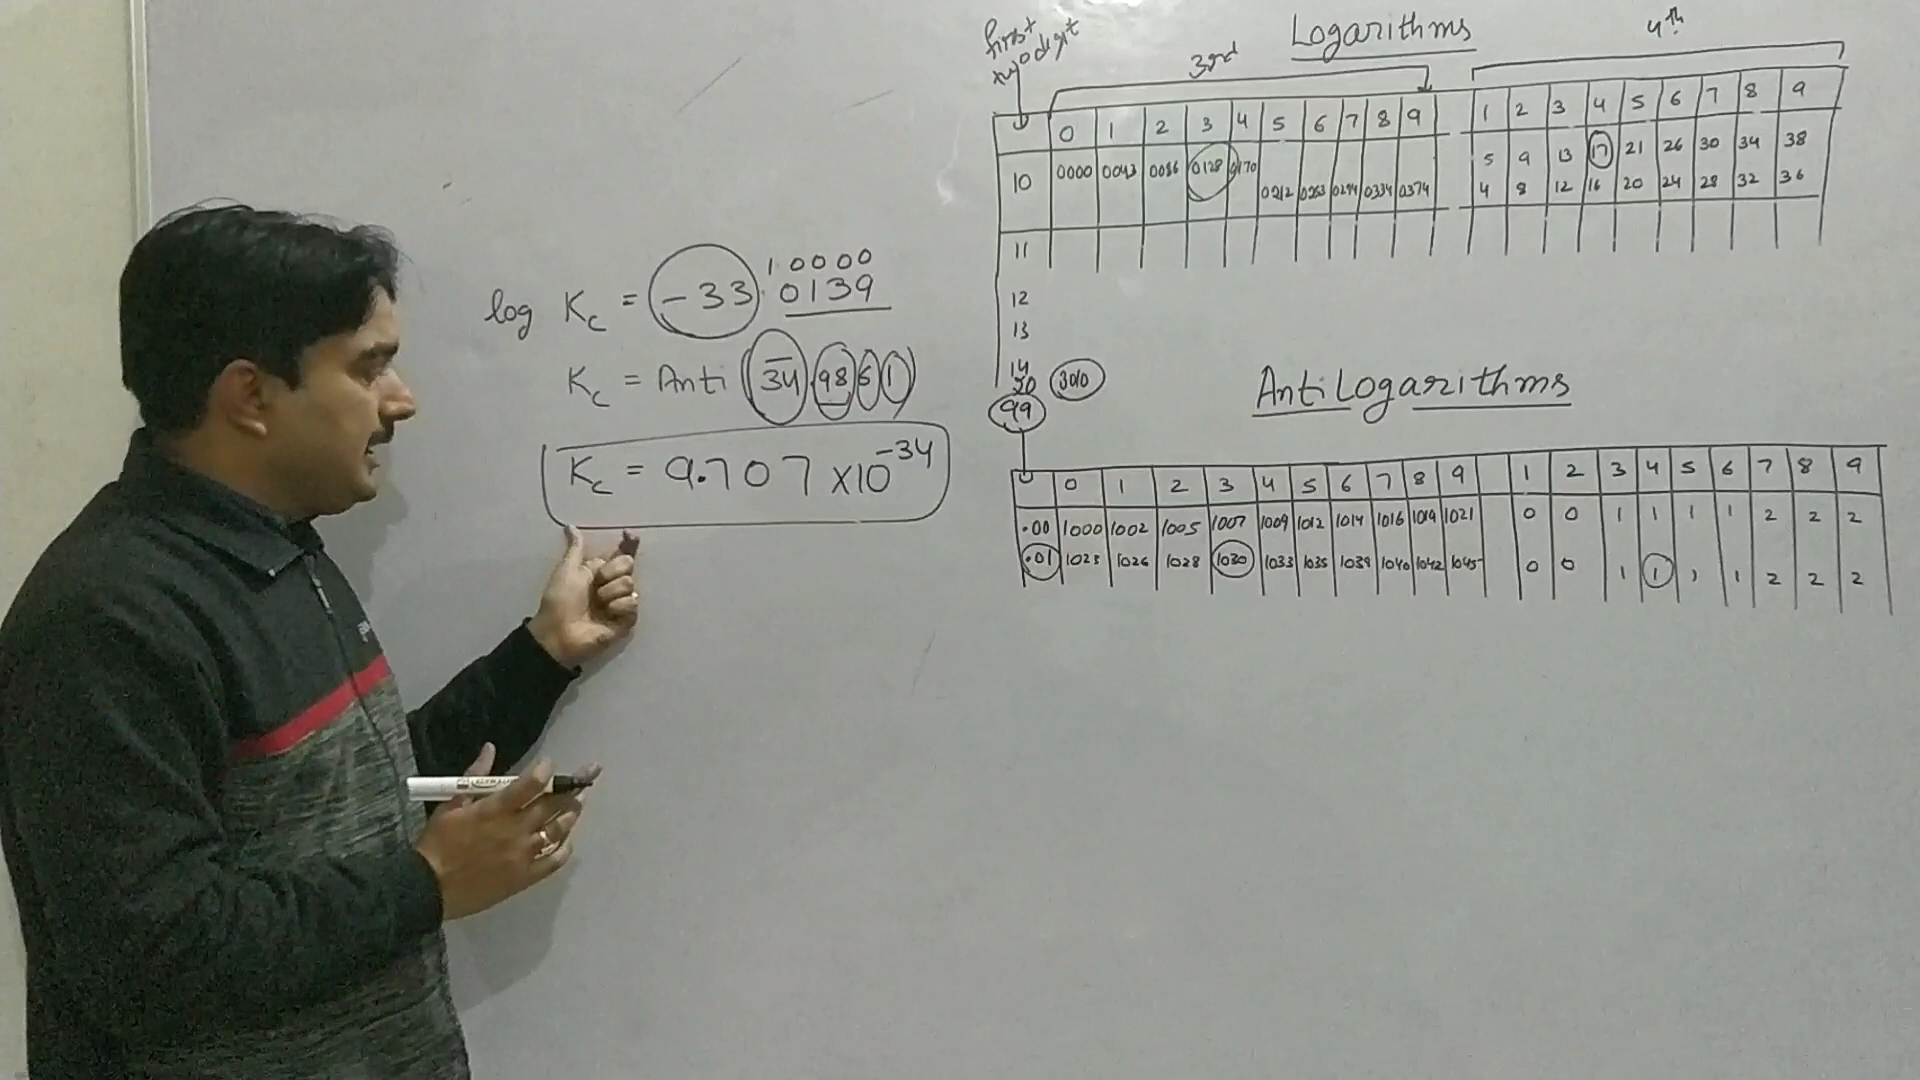 log Kc = -33.0139
10000
Kc = Anti (34̅.9861)
Kc = 9.707 x10⁻³⁴
Logarithms
first two digit
3rd
4th
0 1 2 3 4 5 6 7 8 9 1 2 3 4 5 6 7 8 9
10 0000 0043 0086 0128 0170 5 9 13 17 21 26 30 34 38
0212 0253 0294 0334 0374 4 8 12 16 20 24 28 32 36
11
12
13
14
20 3010
99
AntiLogarithms
0 1 2 3 4 5 6 7 8 9 1 2 3 4 5 6 7 8 9
.00 1000 1002 1005 1007 1009 1012 1014 1016 1019 1021 0 0 1 1 1 1 2 2 2
.01 1023 1026 1028 1030 1033 1035 1038 1040 1042 1045 0 0 1 1 1 1 2 2 2